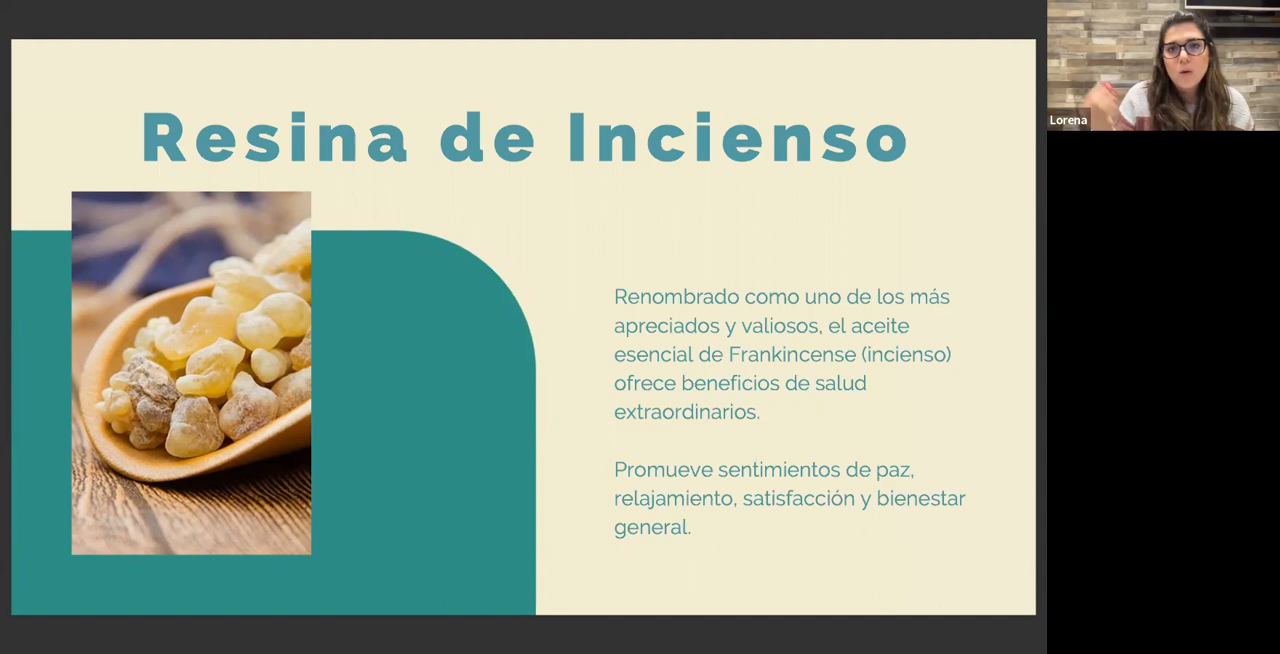 Resina de Incienso
Renombrado como uno de los más
apreciados y valiosos, el aceite
esencial de Frankincense (incienso)
ofrece beneficios de salud
extraordinarios.
Promueve sentimientos de paz,
relajamiento, satisfacción y bienestar
general.
Lorena